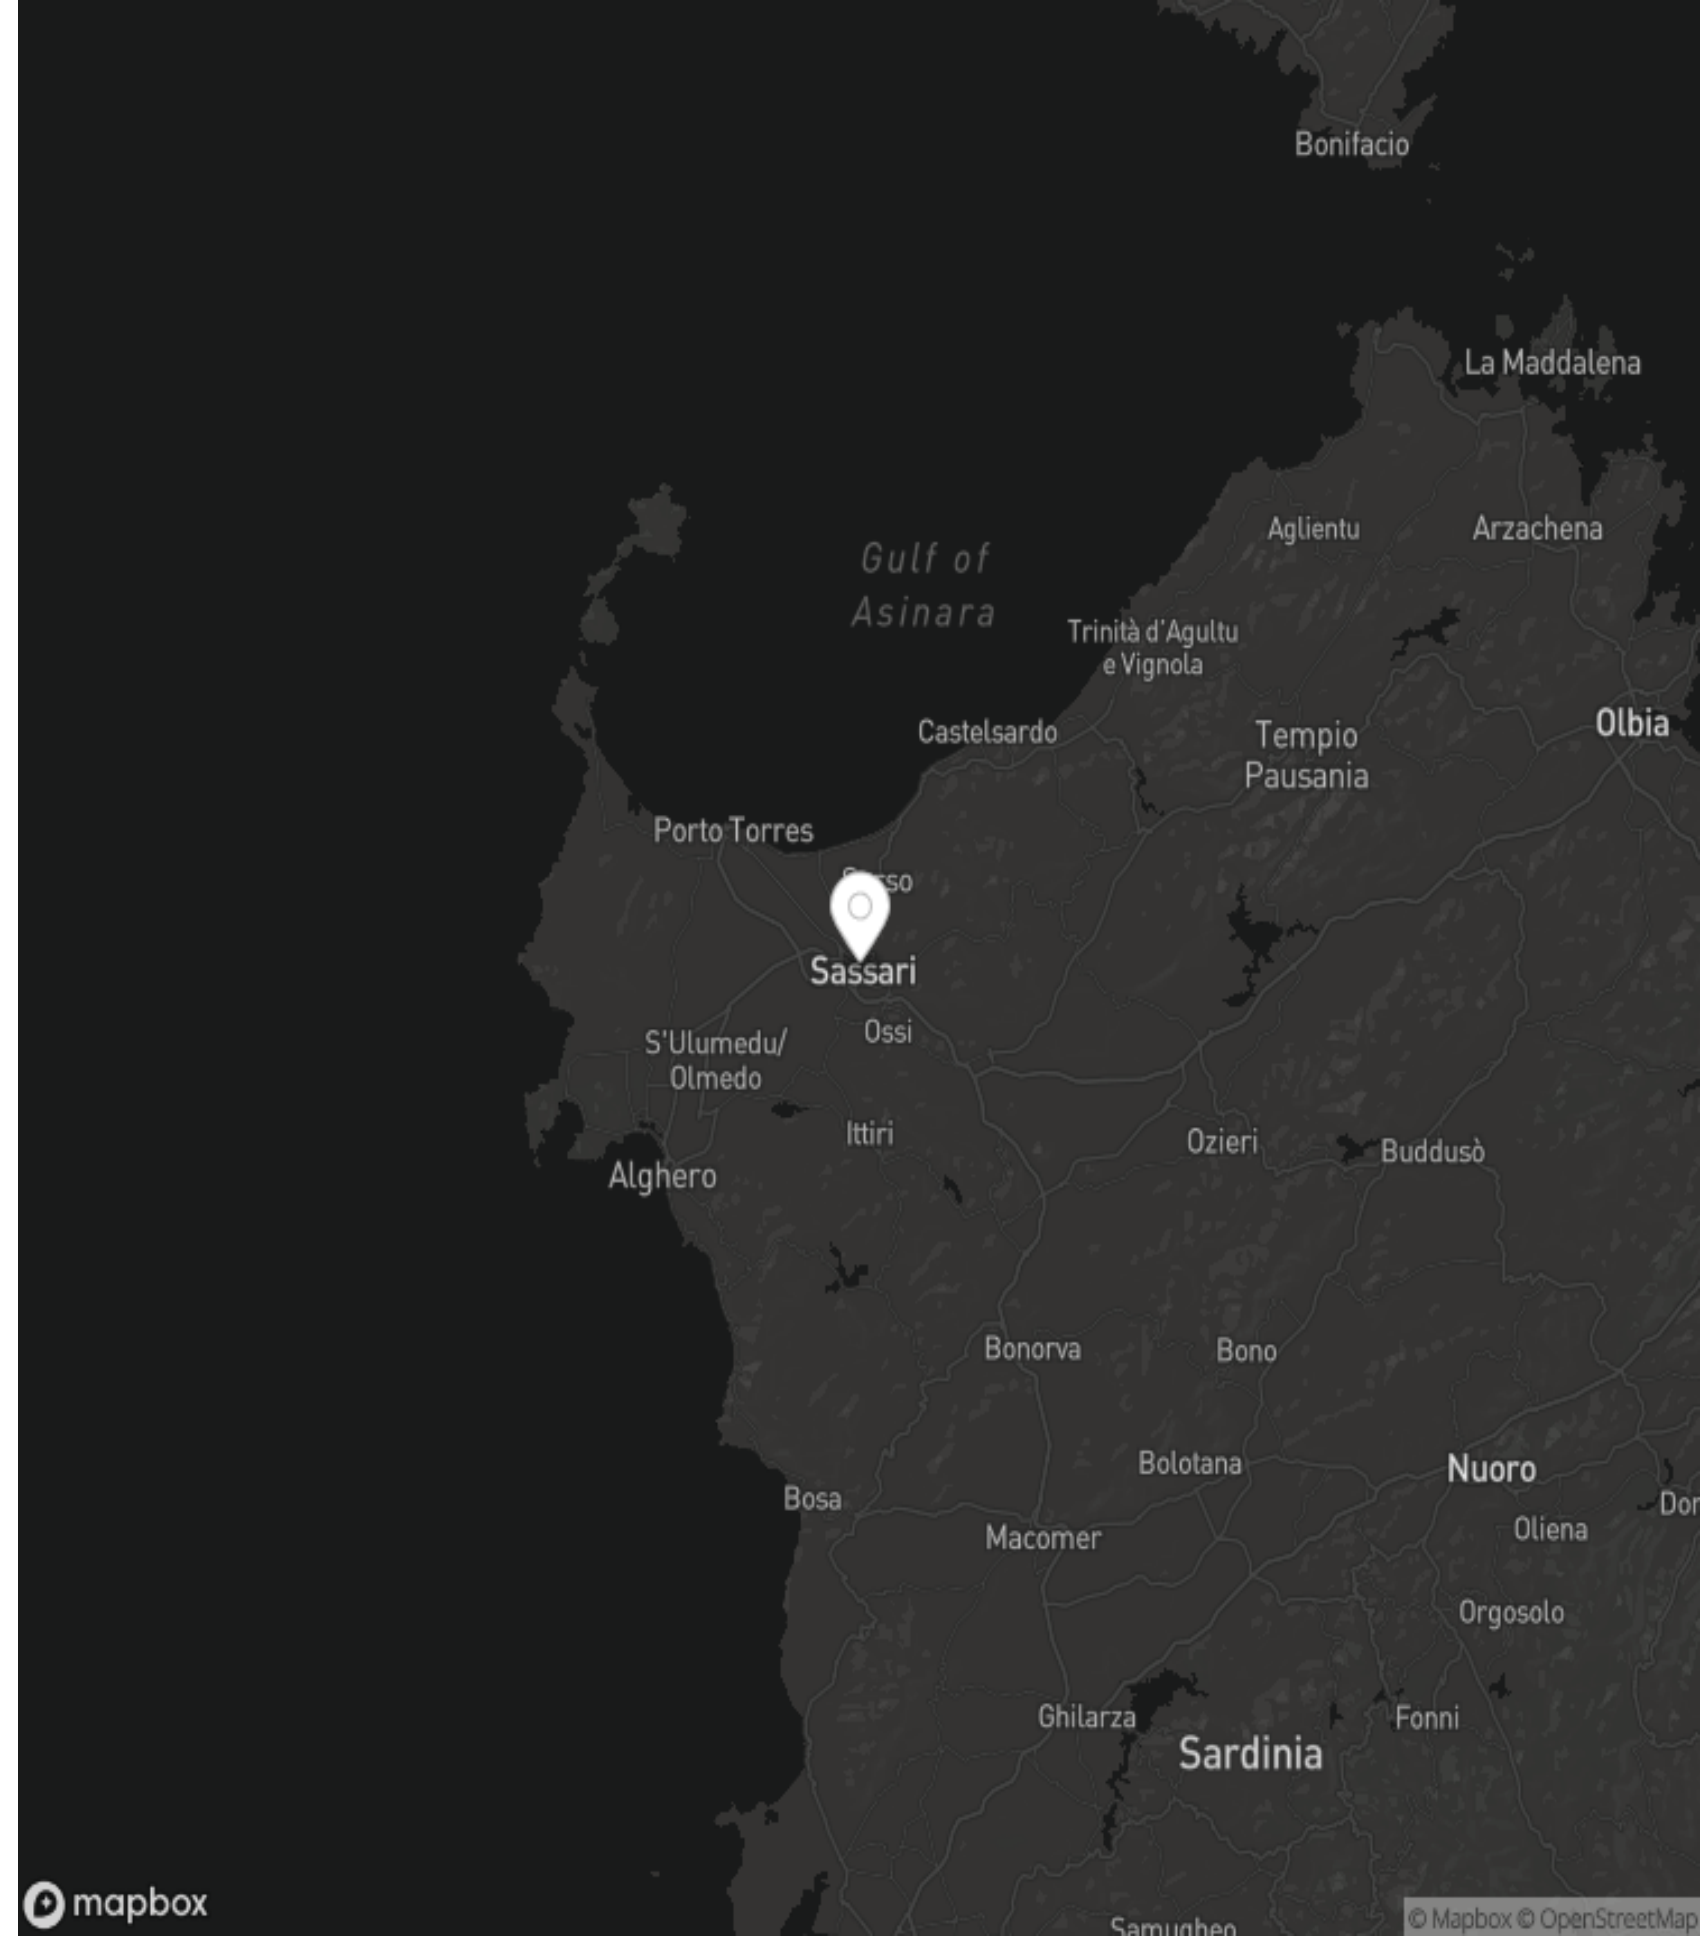 Bonifacio
La Maddalena
Aglientu
Arzachena
Gulf of
Asinara
Trinità d'Agultu
e Vignola
Castelsardo
Olbia
Tempio
Pausania
Porto Torres
Sassari
Ossi
S'Ulumedu/
Olmedo
Ittiri
Ozieri
Buddusò
Alghero
Bonorva
Bono
Bolotana
Nuoro
Bosa
Dor
Oliena
Macomer
Orgosolo
Ghilarza
Fonni
Sardinia
mapbox
© Mapbox © OpenStreetMap
Samugheo